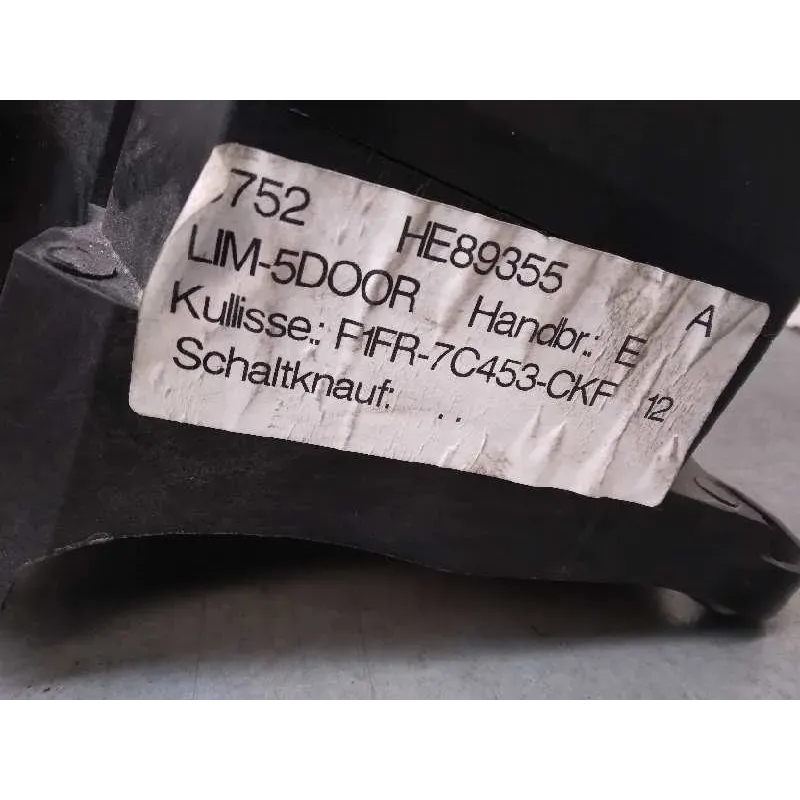 752 HE89355 A
LIM-5DOOR Handbr.: E
Kullisse.: F1FR-7C453-CKF 12
Schaltknauf: . .